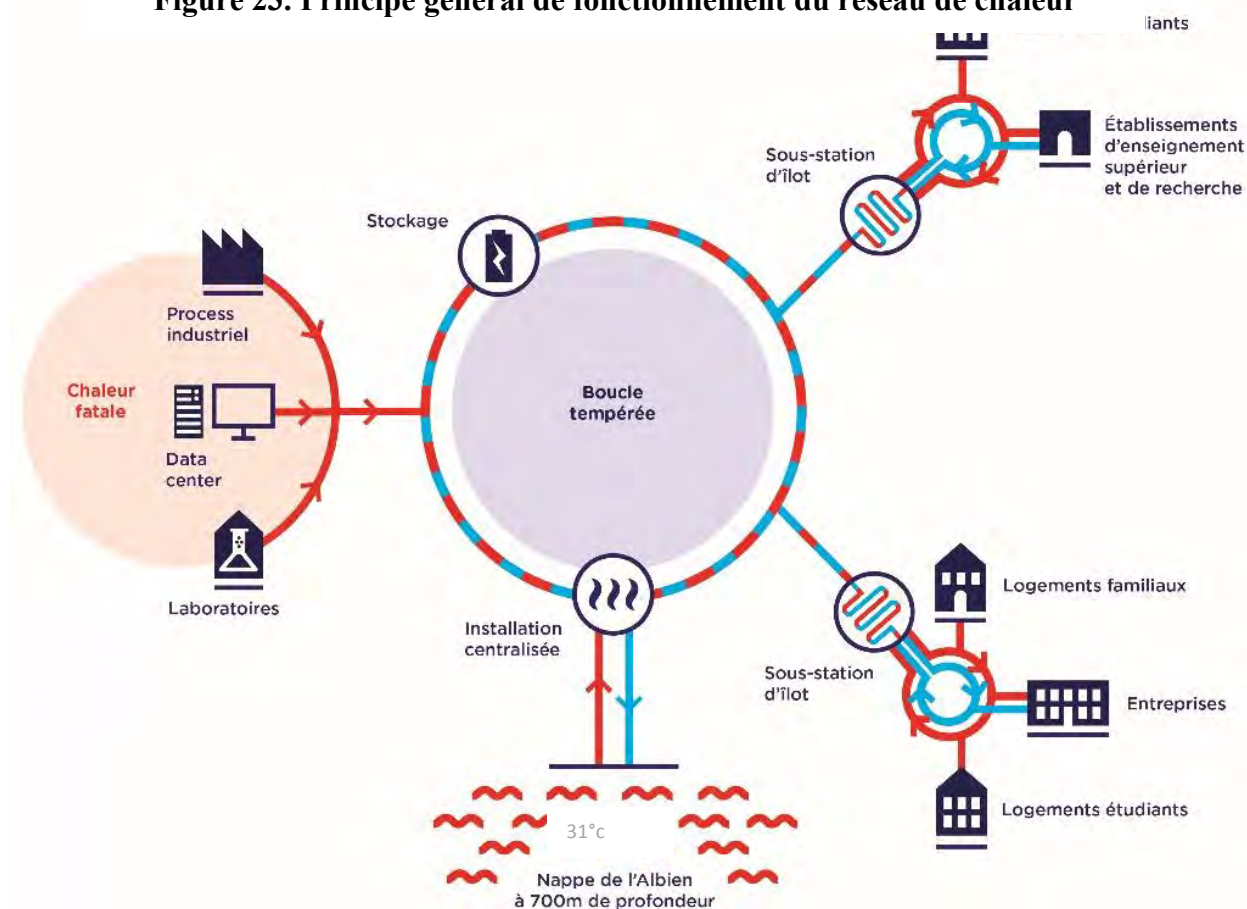 Figure 25: Principe général de fonctionnement du réseau de chaleur
iants
Établissements
d'enseignement
supérieur
et de recherche
Sous-station
d'îlot
Stockage
Process
industriel
Chaleur
fatale
Data
center
Laboratoires
Boucle
tempérée
Installation
centralisée
Logements familiaux
Sous-station
d'îlot
Entreprises
Logements étudiants
31°c
Nappe de l'Albien
à 700m de profondeur